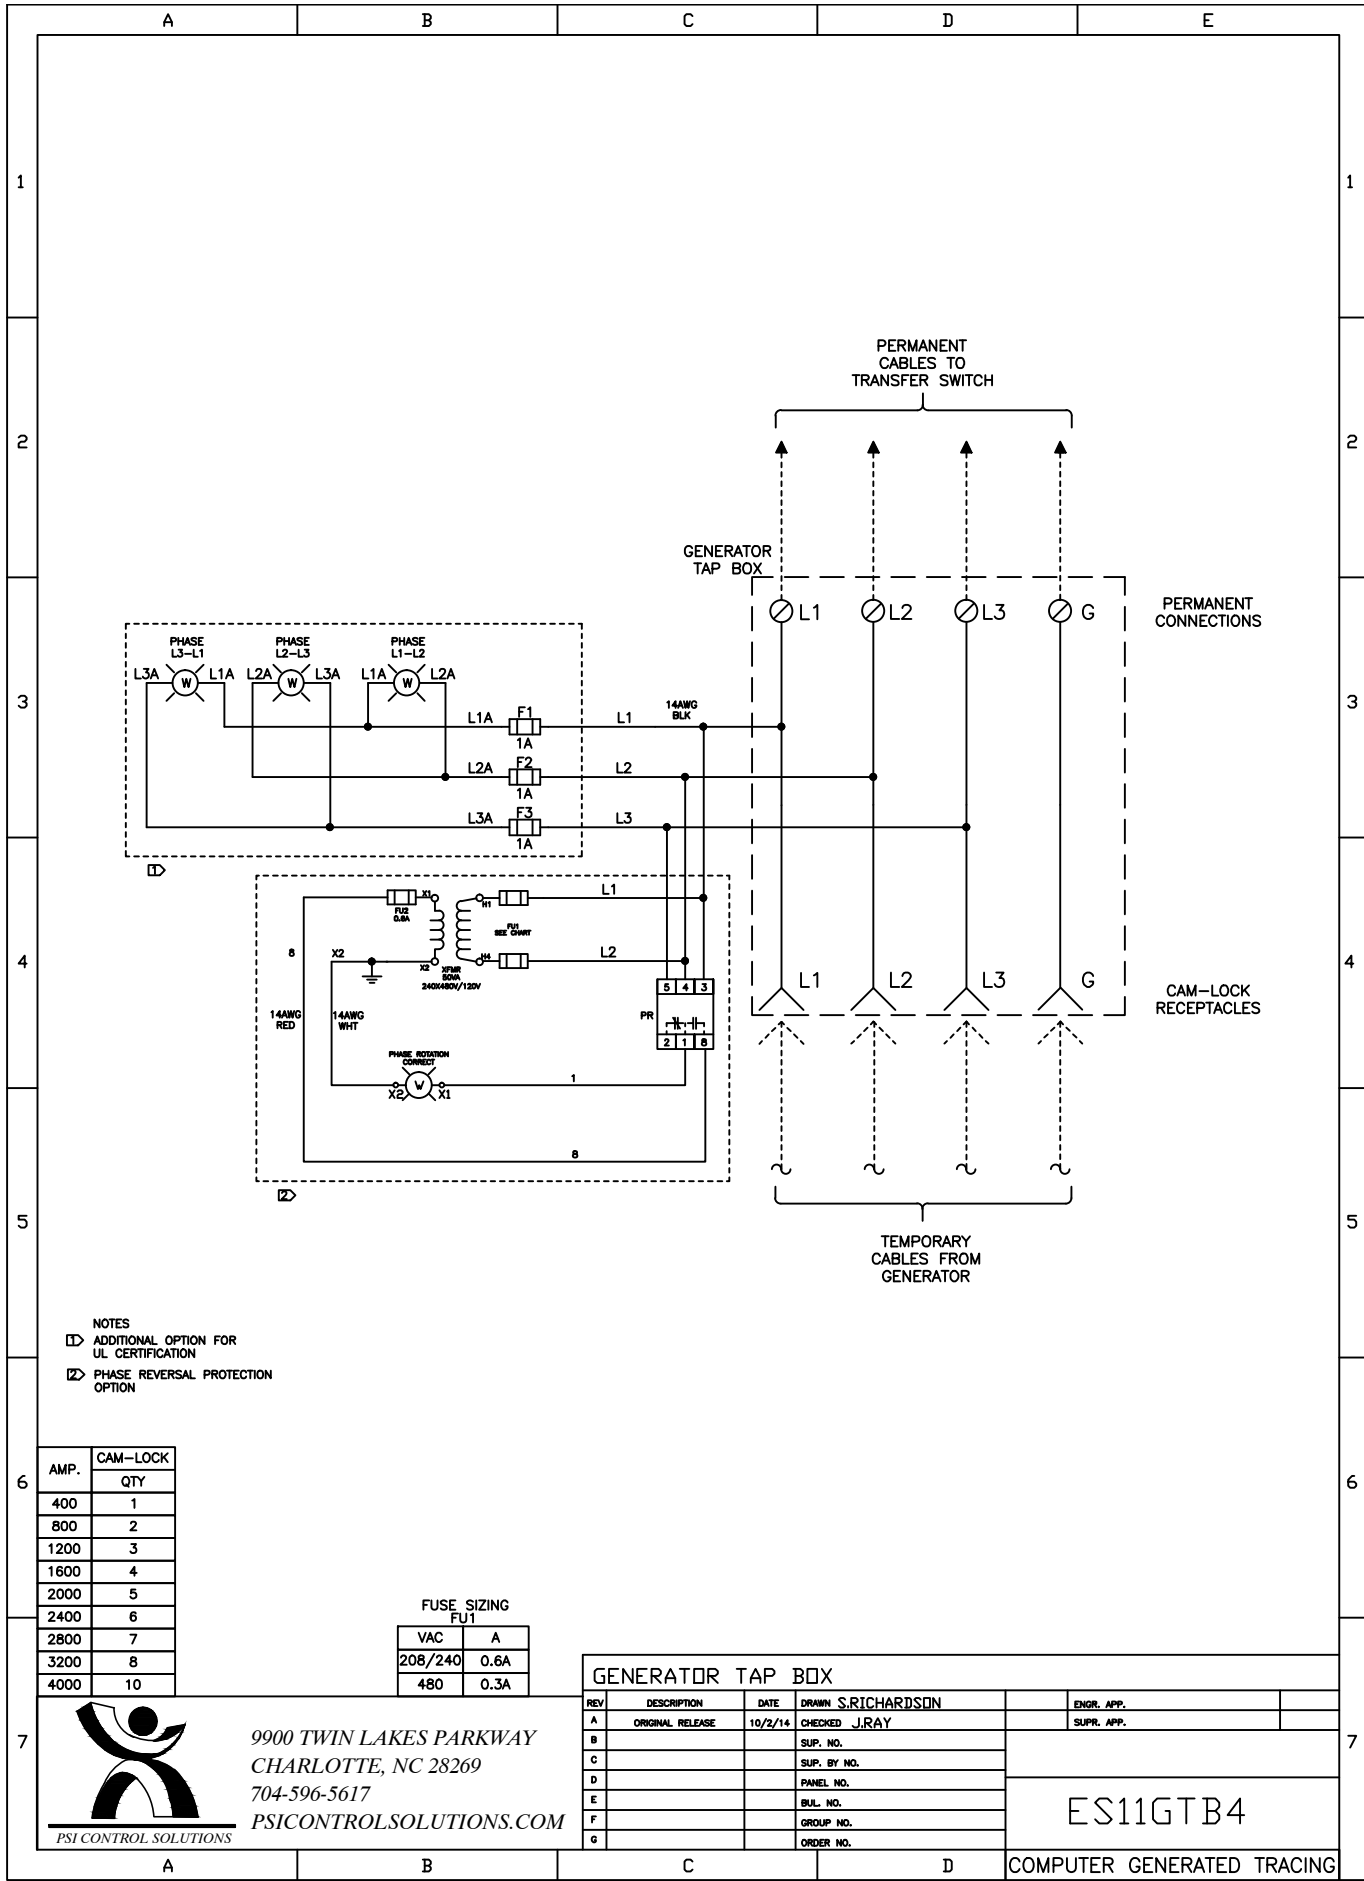 A B C D E
1 1
PERMANENT
CABLES TO
TRANSFER SWITCH
2 2
GENERATOR
TAP BOX
L1 L2 L3 G
PERMANENT
CONNECTIONS
PHASE
L3-L1
PHASE
L2-L3
PHASE
L1-L2
L3A W L1A L2A W L3A L1A W L2A
3 3
L1A F1 L1 14AWG
BLK
1A
L2A F2 L2
1A
L3A F3 L3
1A
1
X1 H1 L1
FU2
0.6A
FU1
SEE CHART
8 X2 X2 H4 L2
XFMR
50VA
240X480V/120V
4 4
5 4 3
PR
2 1 8
L1 L2 L3 G
CAM-LOCK
RECEPTACLES
14AWG
RED
14AWG
WHT
PHASE ROTATION
CORRECT
X2 W X1 1
8
2
5 5
TEMPORARY
CABLES FROM
GENERATOR
NOTES
1 ADDITIONAL OPTION FOR
UL CERTIFICATION
2 PHASE REVERSAL PROTECTION
OPTION
6 6
AMP. CAM-LOCK
QTY
400 1
800 2
1200 3
1600 4
2000 5
2400 6
2800 7
3200 8
4000 10
FUSE SIZING
FU1
VAC A
208/240 0.6A
480 0.3A
7 7
PSI CONTROL SOLUTIONS
9900 TWIN LAKES PARKWAY
CHARLOTTE, NC 28269
704-596-5617
PSICONTROLSOLUTIONS.COM
GENERATOR TAP BOX
REV DESCRIPTION DATE DRAWN S.RICHARDSON ENGR. APP.
A ORIGINAL RELEASE 10/2/14 CHECKED J.RAY SUPR. APP.
B SUP. NO.
C SUP. BY NO.
D PANEL NO.
E BUL. NO.
F GROUP NO.
G ORDER NO.
ES11GTB4
COMPUTER GENERATED TRACING
A B C D